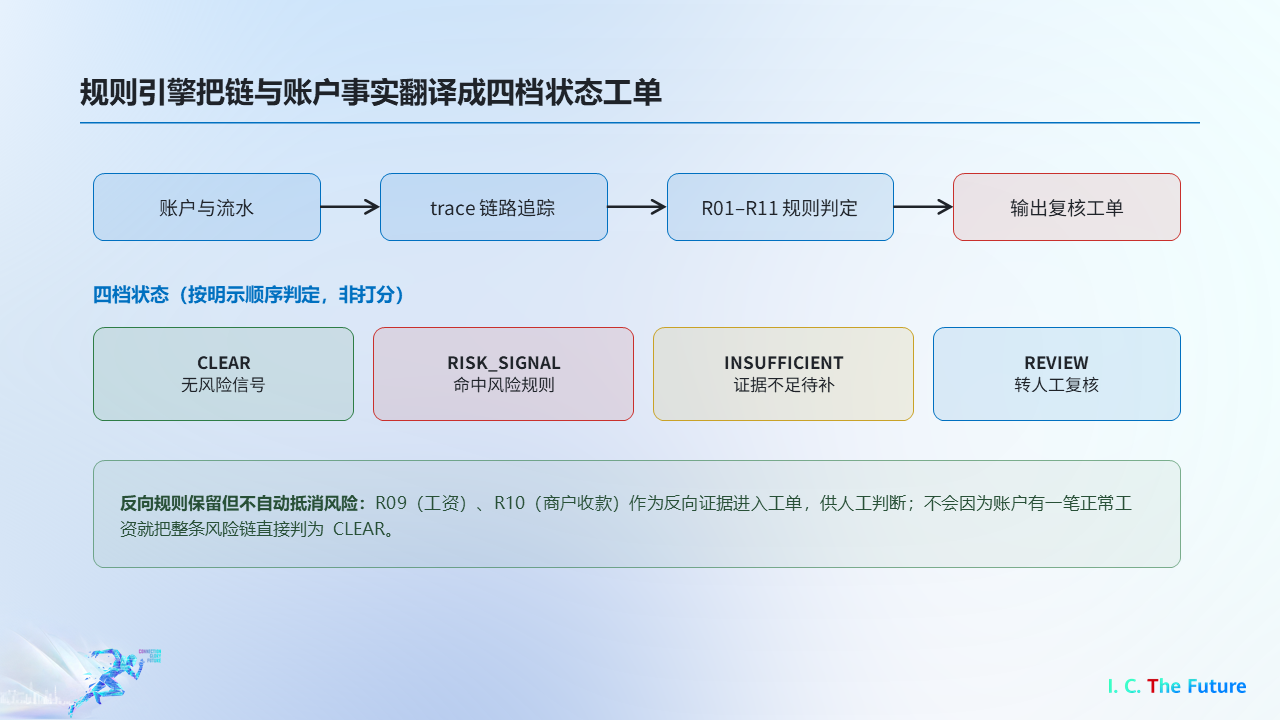 规则引擎把链与账户事实翻译成四档状态工单
账户与流水
trace 链路追踪
R01–R11 规则判定
输出复核工单
四档状态（按明示顺序判定，非打分）
CLEAR
无风险信号
RISK_SIGNAL
命中风险规则
INSUFFICIENT
证据不足待补
REVIEW
转人工复核
反向规则保留但不自动抵消风险：R09（工资）、R10（商户收款）作为反向证据进入工单，供人工判断；不会因为账户有一笔正常工
资就把整条风险链直接判为 CLEAR。
I. C. The Future